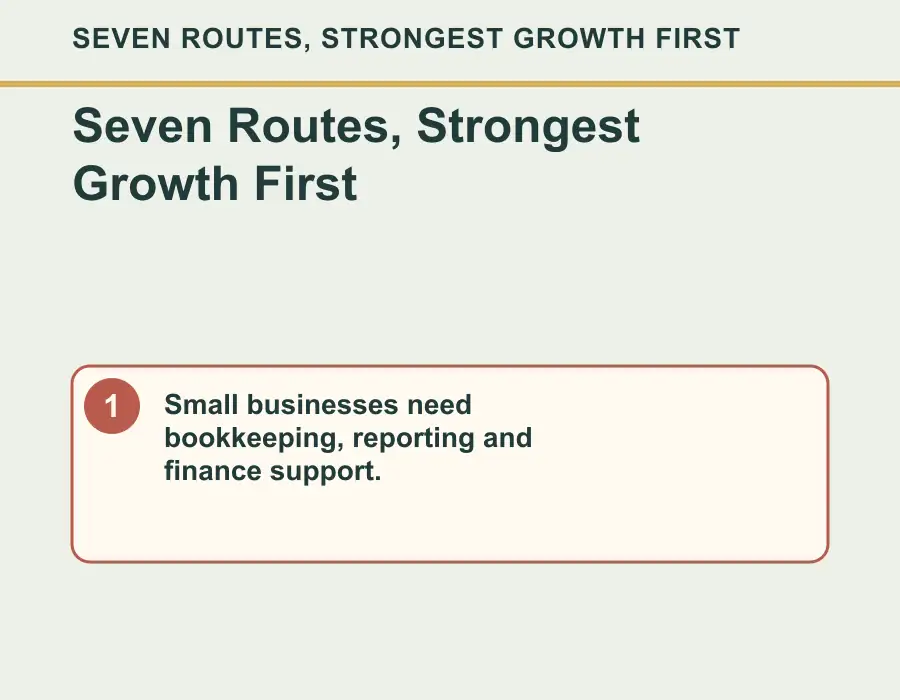 SEVEN ROUTES, STRONGEST GROWTH FIRST
Seven Routes, Strongest
Growth First
1
Small businesses need
bookkeeping, reporting and
finance support.